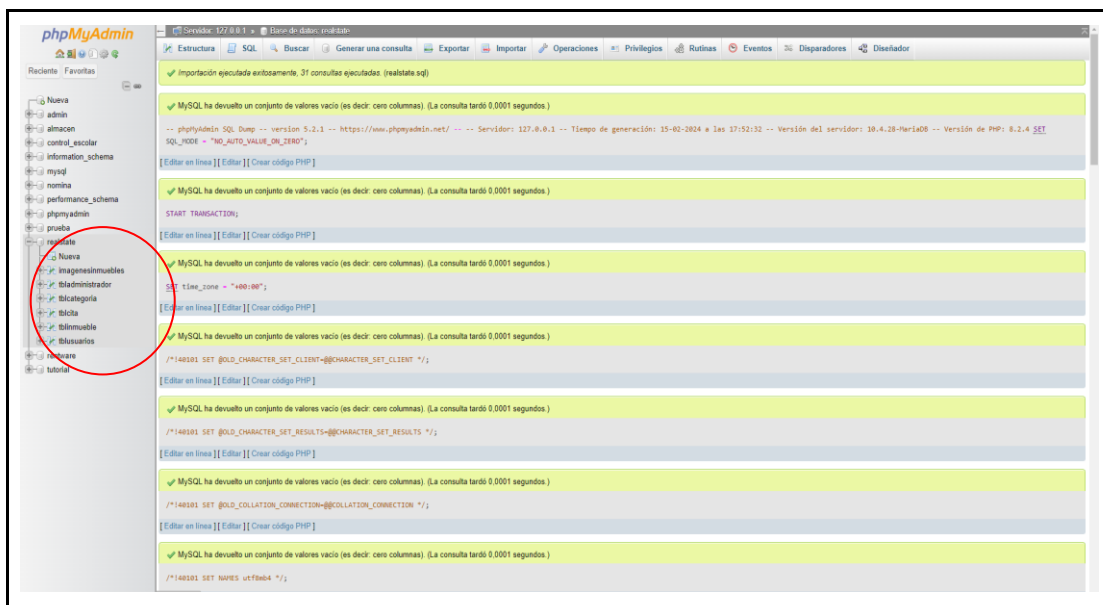 phpMyAdmin
Reciente Favoritas
Nueva
admin
almacen
control_escolar
information_schema
mysql
nomina
performance_schema
phpmyadmin
prueba
realstate
Nueva
imagenesinmuebles
tbladministrador
tblcategoria
tblcita
tblinmueble
tblusuarios
rentware
tutorial
Servidor: 127.0.0.1 » Base de datos: realstate
Estructura SQL Buscar Generar una consulta Exportar Importar Operaciones Privilegios Rutinas Eventos Disparadores Diseñador
Importación ejecutada exitosamente, 31 consultas ejecutadas. (realstate.sql)
MySQL ha devuelto un conjunto de valores vacío (es decir: cero columnas). (La consulta tardó 0,0001 segundos.)
-- phpMyAdmin SQL Dump -- version 5.2.1 -- https://www.phpmyadmin.net/ -- -- Servidor: 127.0.0.1 -- Tiempo de generación: 15-02-2024 a las 17:52:32 -- Versión del servidor: 10.4.28-MariaDB -- Versión de PHP: 8.2.4 SET
SQL_MODE = "NO_AUTO_VALUE_ON_ZERO";
[ Editar en línea ] [ Editar ] [ Crear código PHP ]
MySQL ha devuelto un conjunto de valores vacío (es decir: cero columnas). (La consulta tardó 0,0001 segundos.)
START TRANSACTION;
[ Editar en línea ] [ Editar ] [ Crear código PHP ]
MySQL ha devuelto un conjunto de valores vacío (es decir: cero columnas). (La consulta tardó 0,0001 segundos.)
SET time_zone = "+00:00";
[ Editar en línea ] [ Editar ] [ Crear código PHP ]
MySQL ha devuelto un conjunto de valores vacío (es decir: cero columnas). (La consulta tardó 0,0001 segundos.)
/*!40101 SET @OLD_CHARACTER_SET_CLIENT=@@CHARACTER_SET_CLIENT */;
[ Editar en línea ] [ Editar ] [ Crear código PHP ]
MySQL ha devuelto un conjunto de valores vacío (es decir: cero columnas). (La consulta tardó 0,0001 segundos.)
/*!40101 SET @OLD_CHARACTER_SET_RESULTS=@@CHARACTER_SET_RESULTS */;
[ Editar en línea ] [ Editar ] [ Crear código PHP ]
MySQL ha devuelto un conjunto de valores vacío (es decir: cero columnas). (La consulta tardó 0,0001 segundos.)
/*!40101 SET @OLD_COLLATION_CONNECTION=@@COLLATION_CONNECTION */;
[ Editar en línea ] [ Editar ] [ Crear código PHP ]
MySQL ha devuelto un conjunto de valores vacío (es decir: cero columnas). (La consulta tardó 0,0001 segundos.)
/*!40101 SET NAMES utf8mb4 */;